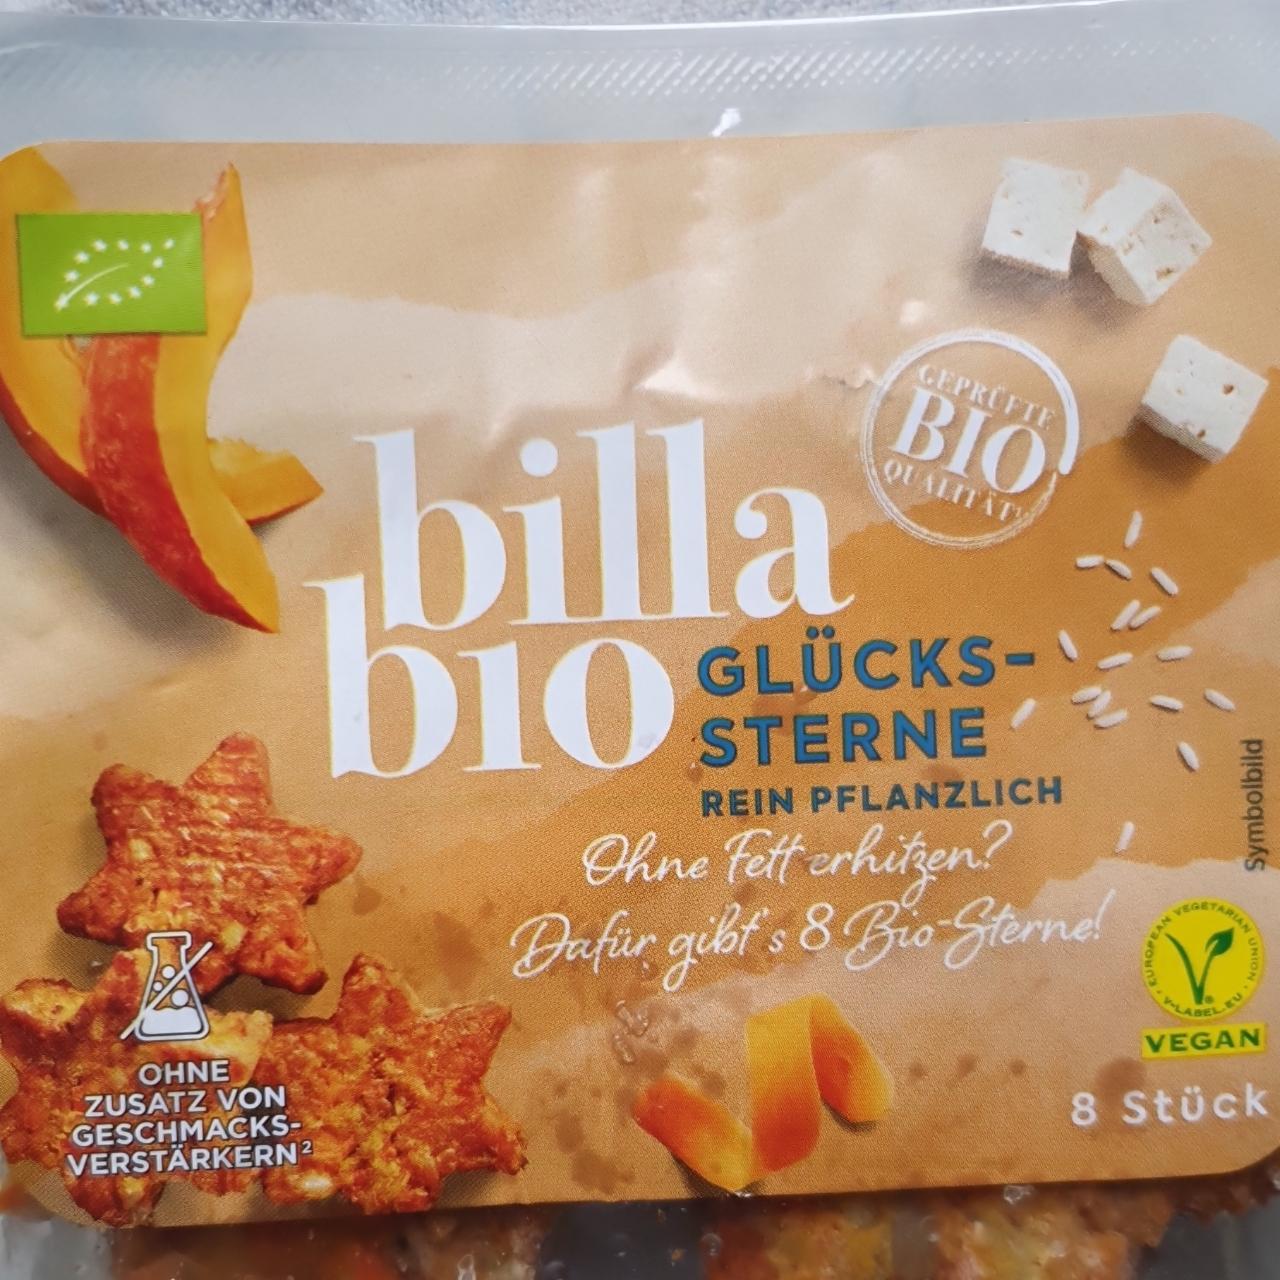 GEPRÜFTE
BIO
QUALITÄT¹
billa
bio
GLÜCKS-
STERNE
REIN PFLANZLICH
Ohne Fett erhitzen?
Dafür gibt's 8 Bio-Sterne!
Symbolbild
EUROPEAN VEGETARIAN UNION
V-LABEL.EU
VEGAN
8 Stück
OHNE
ZUSATZ VON
GESCHMACKS-
VERSTÄRKERN²